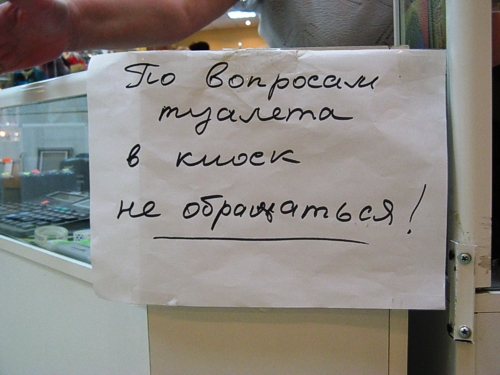 По вопросам
туалета
в киоск
не обращаться!